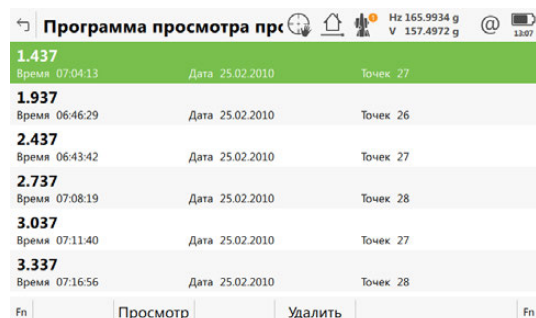 Программа просмотра прс Hz 165.9934 g
V 157.4972 g @ 13:07
1.437
Время 07:04:13 Дата 25.02.2010 Точек 27
1.937
Время 06:46:29 Дата 25.02.2010 Точек 26
2.437
Время 06:43:42 Дата 25.02.2010 Точек 27
2.737
Время 07:08:19 Дата 25.02.2010 Точек 28
3.037
Время 07:11:40 Дата 25.02.2010 Точек 27
3.337
Время 07:16:56 Дата 25.02.2010 Точек 28
Fn Просмотр Удалить Fn